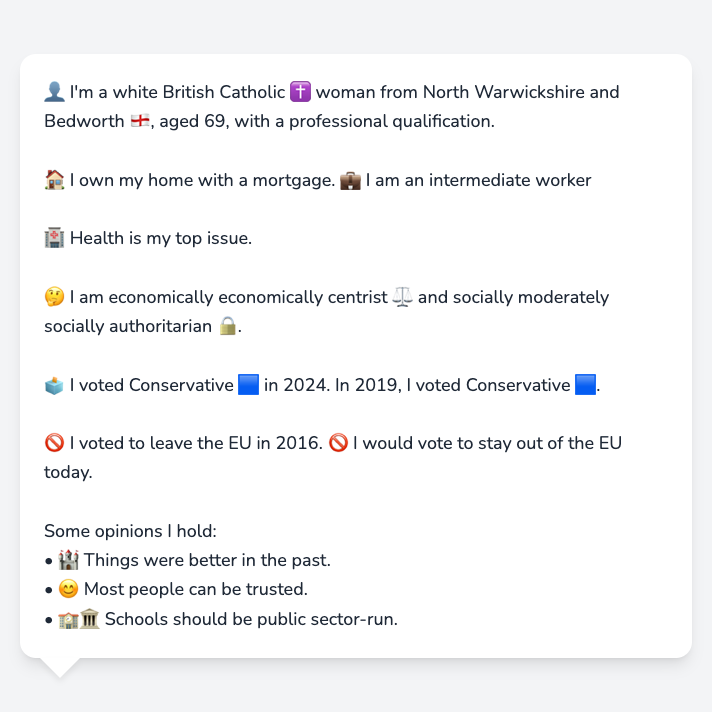 👤 I'm a white British Catholic ✝️ woman from North Warwickshire and
Bedworth 🏴󠁧󠁢󠁥󠁮󠁧󠁿, aged 69, with a professional qualification.
🏠 I own my home with a mortgage. 💼 I am an intermediate worker
🏥 Health is my top issue.
🤔 I am economically economically centrist ⚖️ and socially moderately
socially authoritarian 🔒.
🗳️ I voted Conservative 🟦 in 2024. In 2019, I voted Conservative 🟦.
🚫 I voted to leave the EU in 2016. 🚫 I would vote to stay out of the EU
today.
Some opinions I hold:
• 🏰 Things were better in the past.
• 😊 Most people can be trusted.
• 🏫🏛️ Schools should be public sector-run.